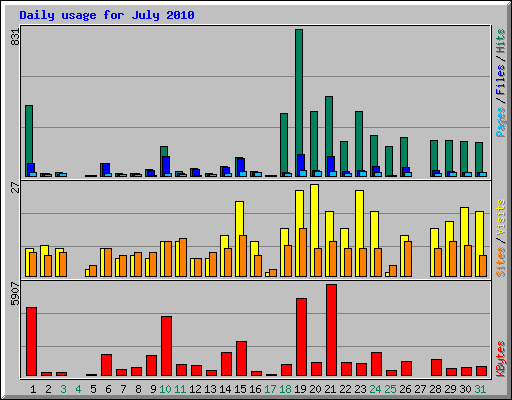 Daily usage for July 2010
831
27
5907
Pages / Files / Hits
Sites / Visits
KBytes
1 2 3 4 5 6 7 8 9 10 11 12 13 14 15 16 17 18 19 20 21 22 23 24 25 26 27 28 29 30 31